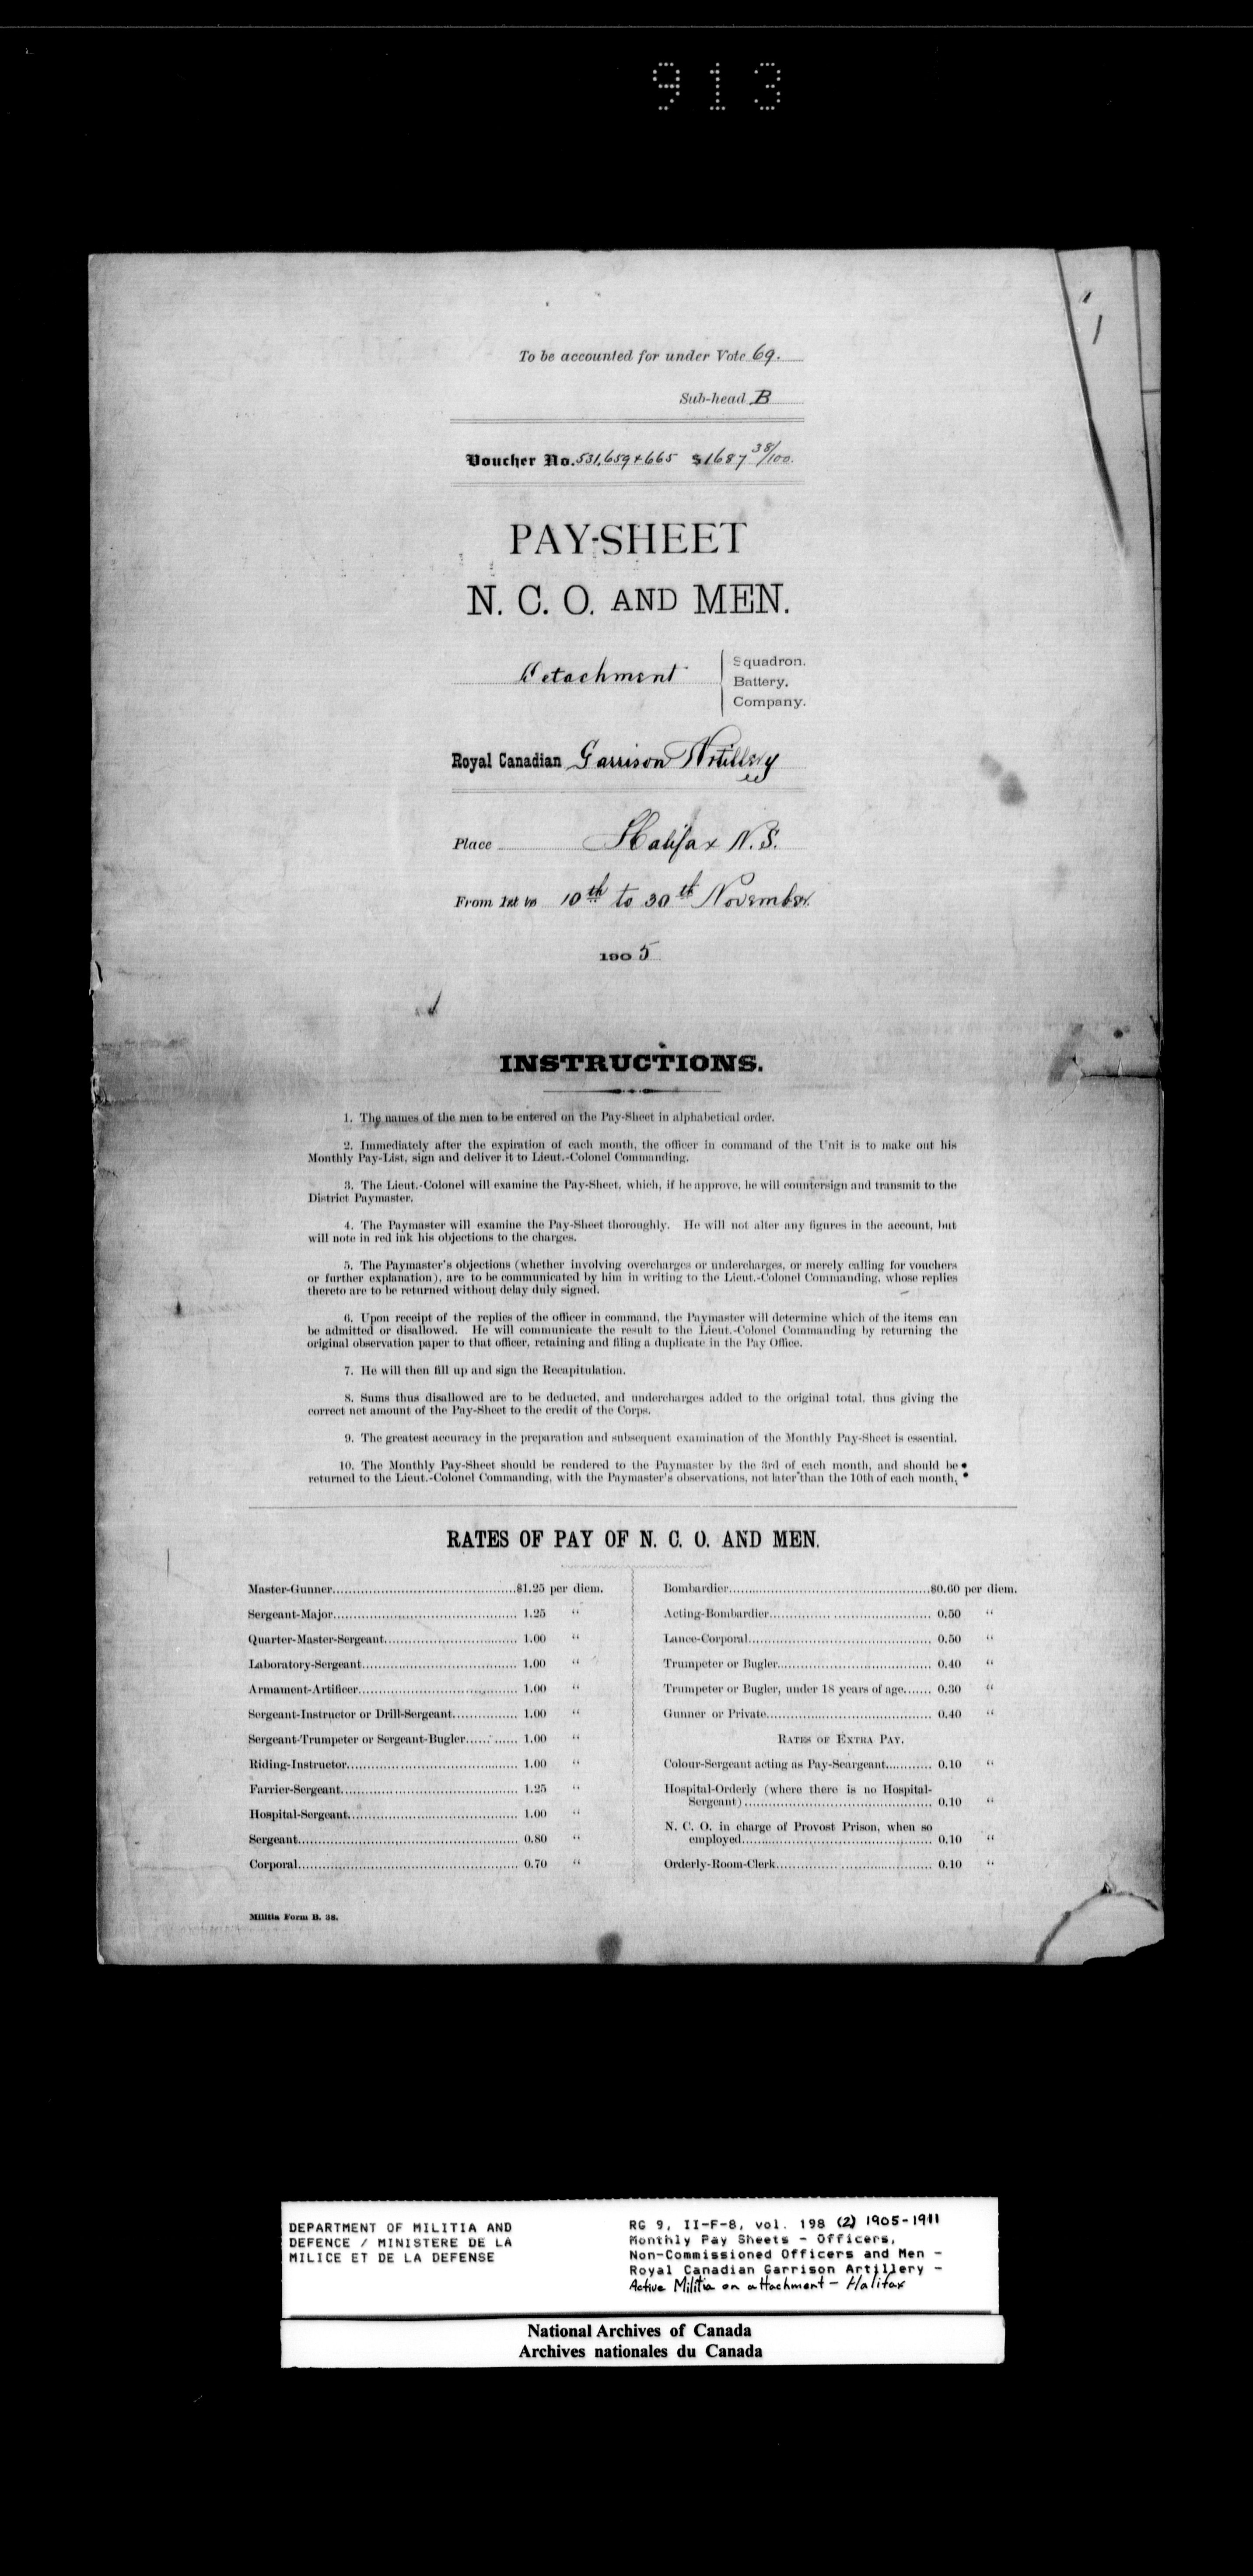 913
To be accounted for under Vote 69.
Sub-head B
Voucher No. 531,659+665 $1687 38/100.
PAY-SHEET
N. C. O. AND MEN.
Detachment
Squadron.
Battery.
Company.
Royal Canadian Garrison Artillery
Place Halifax N.S.
From 1st to 10th to 30th November
1905
INSTRUCTIONS.
1. The names of the men to be entered on the Pay-Sheet in alphabetical order.
2. Immediately after the expiration of each month, the officer in command of the Unit is to make out his
Monthly Pay-List, sign and deliver it to Lieut.-Colonel Commanding.
3. The Lieut.-Colonel will examine the Pay-Sheet, which, if he approve, he will countersign and transmit to the
District Paymaster.
4. The Paymaster will examine the Pay-Sheet thoroughly. He will not alter any figures in the account, but
will note in red ink his objections to the charges.
5. The Paymaster's objections (whether involving overcharges or undercharges, or merely calling for vouchers
or further explanation), are to be communicated by him in writing to the Lieut.-Colonel Commanding, whose replies
thereto are to be returned without delay duly signed.
6. Upon receipt of the replies of the officer in command, the Paymaster will determine which of the items can
be admitted or disallowed. He will communicate the result to the Lieut.-Colonel Commanding by returning the
original observation paper to that officer, retaining and filing a duplicate in the Pay Office.
7. He will then fill up and sign the Recapitulation.
8. Sums thus disallowed are to be deducted, and undercharges added to the original total, thus giving the
correct net amount of the Pay-Sheet to the credit of the Corps.
9. The greatest accuracy in the preparation and subsequent examination of the Monthly Pay-Sheet is essential.
10. The Monthly Pay-Sheet should be rendered to the Paymaster by the 3rd of each month, and should be
returned to the Lieut.-Colonel Commanding, with the Paymaster's observations, not later than the 10th of each month.
RATES OF PAY OF N. C. O. AND MEN.
Master-Gunner $1.25 per diem.
Sergeant-Major 1.25 "
Quarter-Master-Sergeant 1.00 "
Laboratory-Sergeant 1.00 "
Armament-Artificer 1.00 "
Sergeant-Instructor or Drill-Sergeant 1.00 "
Sergeant-Trumpeter or Sergeant-Bugler 1.00 "
Riding-Instructor 1.00 "
Farrier-Sergeant 1.25 "
Hospital-Sergeant 1.00 "
Sergeant 0.80 "
Corporal 0.70 "
Bombardier $0.60 per diem.
Acting-Bombardier 0.50 "
Lance-Corporal 0.50 "
Trumpeter or Bugler 0.40 "
Trumpeter or Bugler, under 18 years of age 0.30 "
Gunner or Private 0.40 "
RATES OF EXTRA PAY.
Colour-Sergeant acting as Pay-Seargeant 0.10 "
Hospital-Orderly (where there is no Hospital-
Sergeant) 0.10 "
N. C. O. in charge of Provost Prison, when so
employed 0.10 "
Orderly-Room-Clerk 0.10 "
Militia Form B. 38.
DEPARTMENT OF MILITIA AND
DEFENCE / MINISTERE DE LA
MILICE ET DE LA DEFENSE
RG 9, II-F-8, vol. 198 (2) 1905-1911
Monthly Pay Sheets - Officers,
Non-Commissioned Officers and Men -
Royal Canadian Garrison Artillery -
Active Militia on attachment - Halifax
National Archives of Canada
Archives nationales du Canada